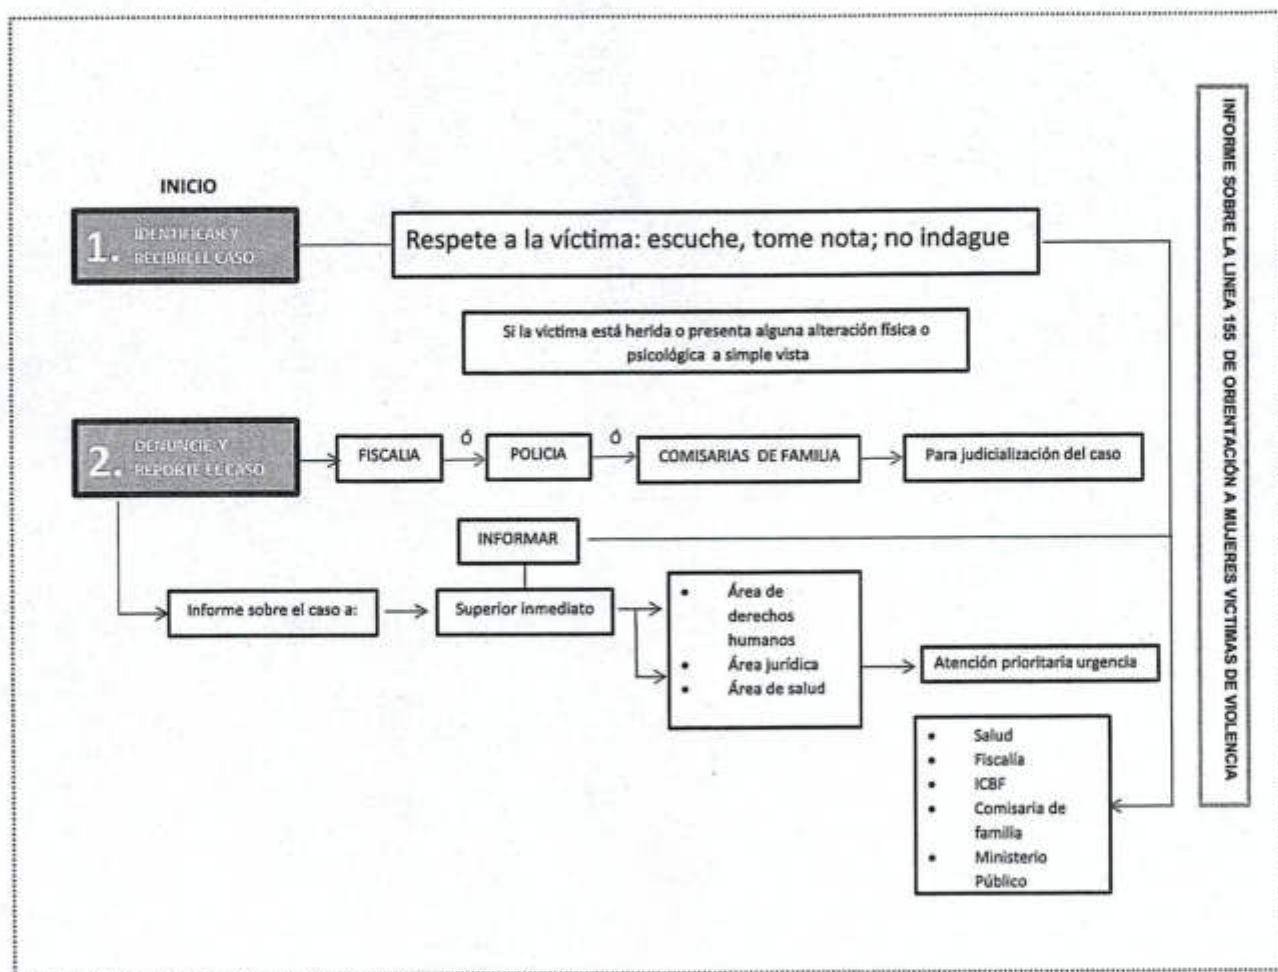 INICIO
1. IDENTIFICAR Y
RECIBIR EL CASO
Respete a la víctima: escuche, tome nota; no indague
Si la victima está herida o presenta alguna alteración física o
psicológica a simple vista
2. DENUNCIE Y
REPORTE EL CASO
FISCALIA
Ó
POLICIA
Ó
COMISARIAS DE FAMILIA
Para judicialización del caso
INFORMAR
Informe sobre el caso a:
Superior inmediato
• Área de
derechos
humanos
• Área jurídica
• Área de salud
Atención prioritaria urgencia
• Salud
• Fiscalía
• ICBF
• Comisaria de
familia
• Ministerio
Público
INFORME SOBRE LA LINEA 155 DE ORIENTACIÓN A MUJERES VICTIMAS DE VIOLENCIA